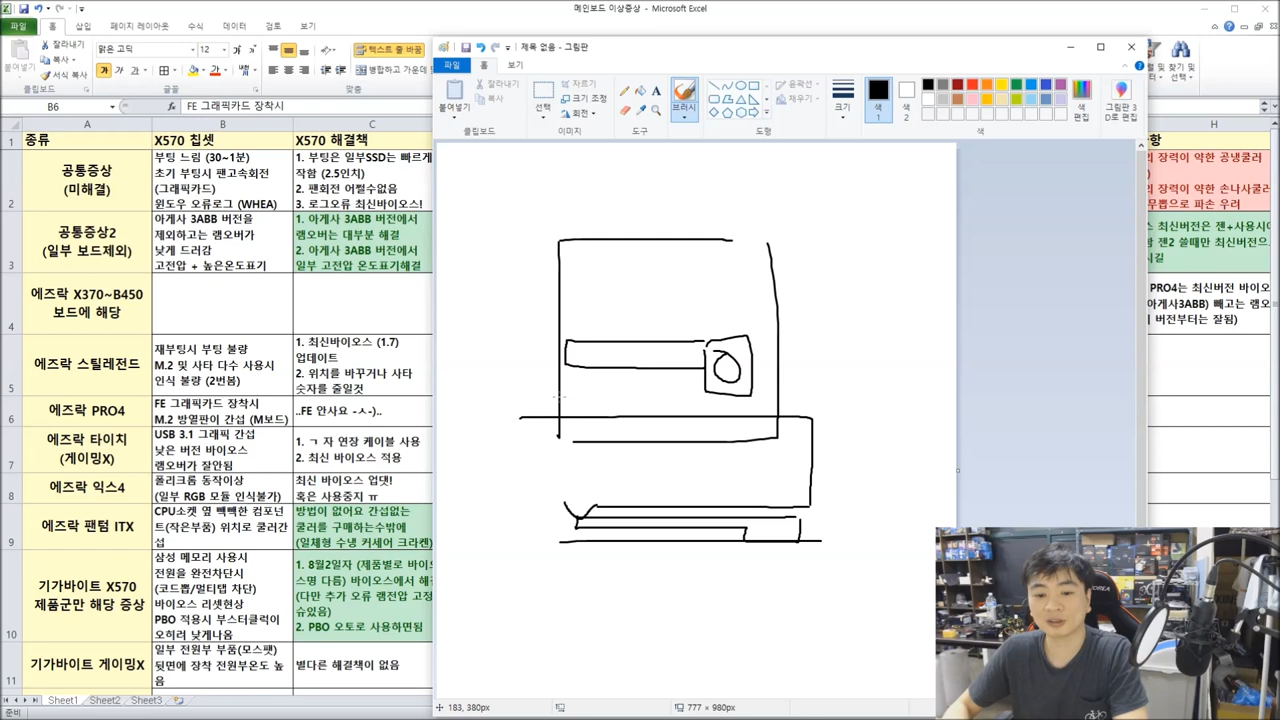 메인보드 이상증상 - Microsoft Excel
파일 홈 삽입 페이지 레이아웃 수식 데이터 검토 보기
붙여넣기
잘라내기
복사
서식 복사
클립보드
맑은 고딕 12
가 가 가
글꼴
텍스트 줄 바꿈
병합하고 가운데
맞춤
B6 FE 그래픽카드 장착시
A B C H
1 종류 X570 칩셋 X570 해결책
2 공통증상
(미해결)
부팅 느림 (30~1분)
초기 부팅시 팬고속회전
(그래픽카드)
윈도우 오류로그 (WHEA)
1. 부팅은 일부SSD는 빠르게
작함 (2.5인치)
2. 팬회전 어쩔수없음
3. 로그오류 최신바이오스!
의 장력이 약한 공냉쿨러
의 장력이 약한 손나사쿨러
무뽑으로 파손 우려
3 공통증상2
(일부 보드제외)
아게사 3ABB 버전을
제외하고는 램오버가
낮게 드러감
고전압 + 높은온도표기
1. 아게사 3ABB 버전에서
램오버는 대부분 해결
2. 아게사 3ABB 버전에서
일부 고전압 온도표기해결
스 최신버전은 젠+사용시에
함 젠2 쓸때만 최신버전으
시길
4 에즈락 X370~B450
보드에 해당
PRO4는 최신버전 바이오
(아게사3ABB) 빼고는 램오
버전부터는 잘됨)
5 에즈락 스틸레전드
재부팅시 부팅 불량
M.2 및 사타 다수 사용시
인식 불량 (2번봄)
1. 최신바이오스 (1.7)
업데이트
2. 위치를 바꾸거나 사타
숫자를 줄일것
6 에즈락 PRO4
FE 그래픽카드 장착시
M.2 방열판이 간섭 (M보드)
..FE 안사요 -ㅅ-)..
7 에즈락 타이치
(게이밍X)
USB 3.1 그래픽 간섭
낮은 버전 바이오스
램오버가 잘안됨
1. ㄱ 자 연장 케이블 사용
2. 최신 바이오스 적용
8 에즈락 익스4
폴리크롬 동작이상
(일부 RGB 모듈 인식불가)
최신 바이오스 업댓!
혹은 사용중지 ㅠ
9 에즈락 팬텀 ITX
CPU소켓 옆 빽빽한 컴포넌
트(작은부품) 위치로 쿨러간
섭
방법이 없어요 간섭없는
쿨러를 구매하는수밖에
(일체형 수냉 커세어 크라켄)
10 기가바이트 X570
제품군만 해당 증상
삼성 메모리 사용시
전원을 완전차단시
(코드뽑/멀티탭 차단)
바이오스 리셋현상
PBO 적용시 부스터클럭이
오히려 낮게나옴
1. 8월2일자 (제품별로 바이
스명 다름) 바이오스에서 해
(다만 추가 오류 램전압 고정
슈있음)
2. PBO 오토로 사용하면됨
11 기가바이트 게이밍X
일부 전원부 부품(모스펫)
뒷면에 장착 전원부온도 높
음
별다른 해결책이 없음
Sheet1 Sheet2 Sheet3
준비
제목 없음 - 그림판
파일 홈 보기
붙여넣기
잘라내기
복사
클립보드
선택
자르기
크기 조정
회전
이미지
A
도구
브러시
윤곽선
채우기
도형
크기
색
1
색
2
색
편집
그림판 3
D로 편집
색
183, 380px
777 × 980px